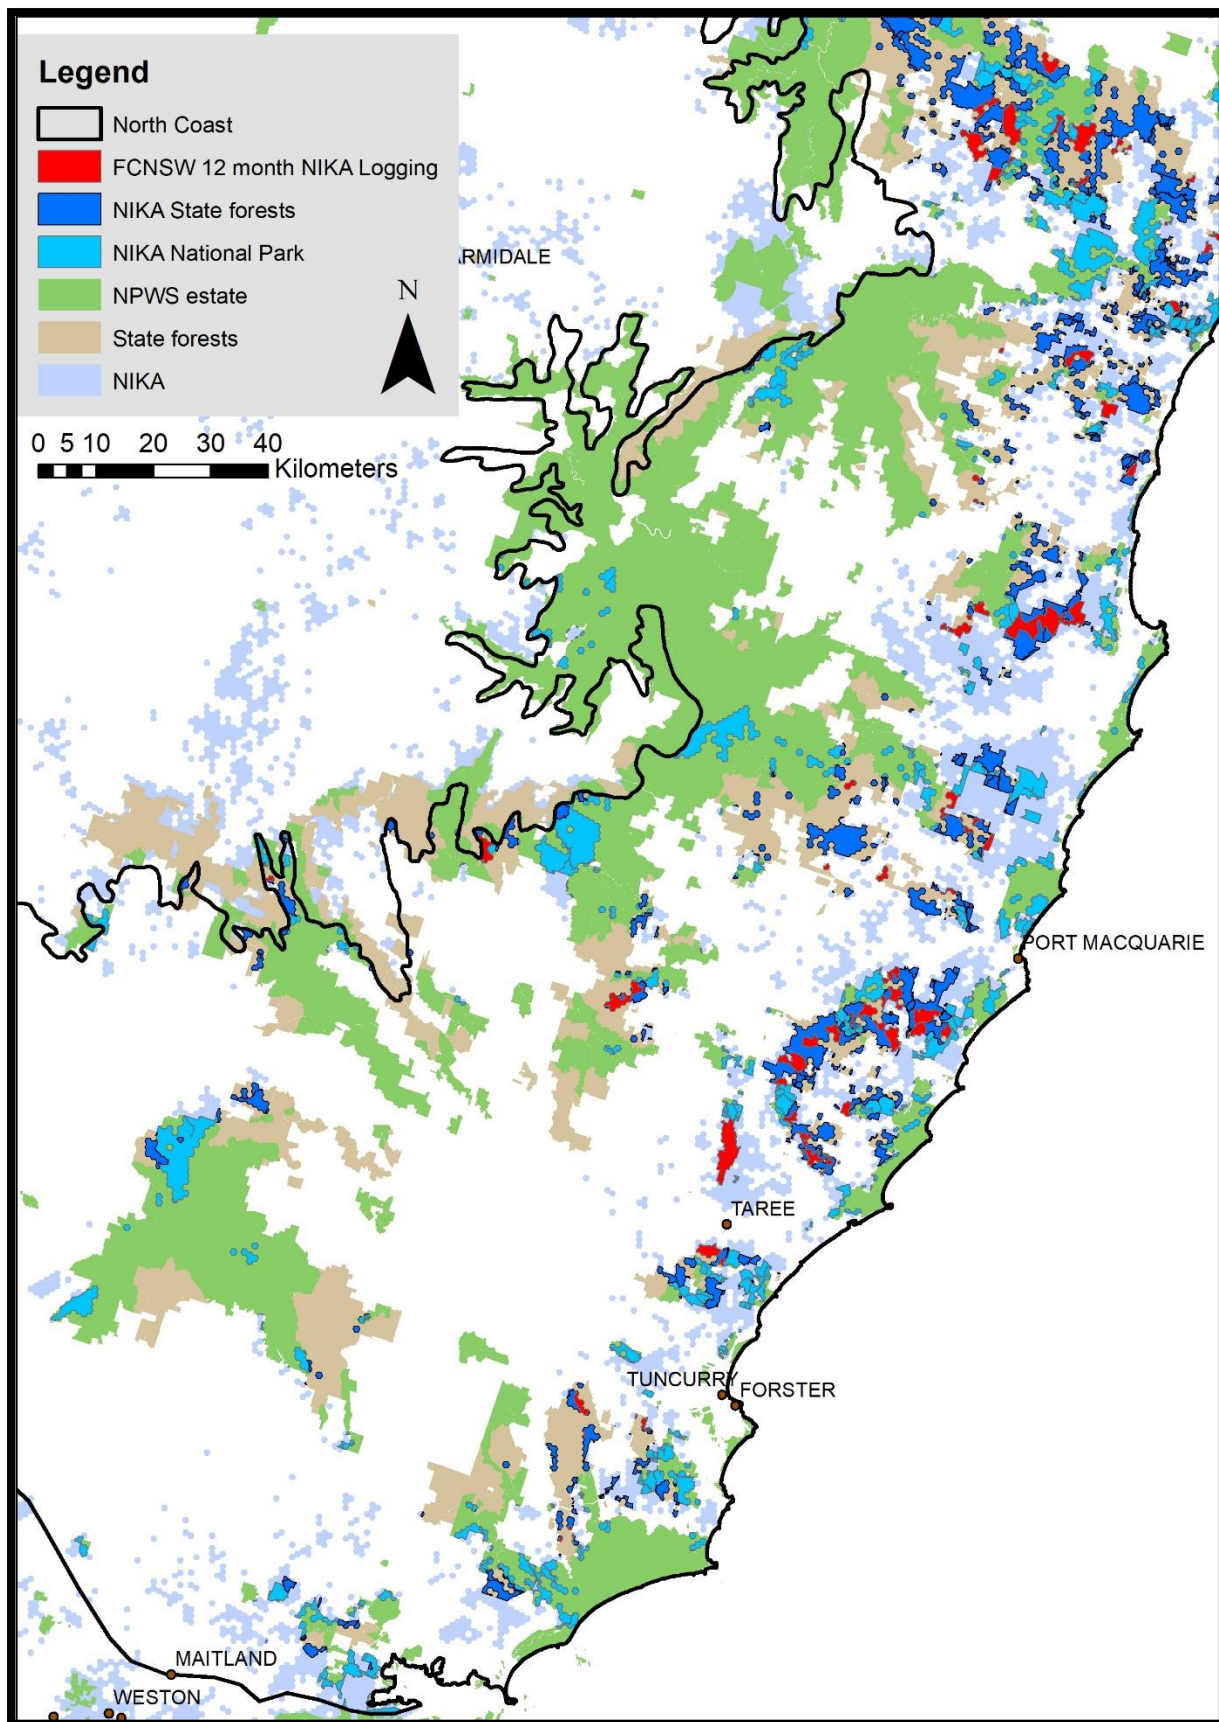 Legend
North Coast
FCNSW 12 month NIKA Logging
NIKA State forests
NIKA National Park
NPWS estate
State forests
NIKA
N
0 5 10 20 30 40
Kilometers
ARMIDALE
PORT MACQUARIE
TAREE
TUNCURRY
FORSTER
MAITLAND
WESTON